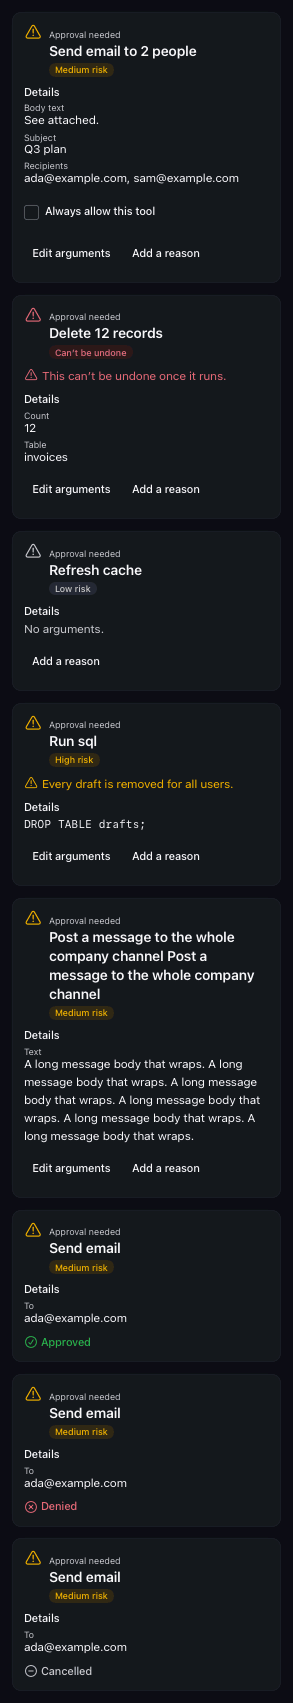 Approval needed
Send email to 2 people
Medium risk
Details
Body text
See attached.
Subject
Q3 plan
Recipients
ada@example.com, sam@example.com
Always allow this tool
Edit arguments
Add a reason
Approval needed
Delete 12 records
Can't be undone
This can't be undone once it runs.
Details
Count
12
Table
invoices
Edit arguments
Add a reason
Approval needed
Refresh cache
Low risk
Details
No arguments.
Add a reason
Approval needed
Run sql
High risk
Every draft is removed for all users.
Details
DROP TABLE drafts;
Edit arguments
Add a reason
Approval needed
Post a message to the whole
company channel Post a
message to the whole company
channel
Medium risk
Details
Text
A long message body that wraps. A long
message body that wraps. A long message
body that wraps. A long message body that
wraps. A long message body that wraps. A
long message body that wraps.
Edit arguments
Add a reason
Approval needed
Send email
Medium risk
Details
To
ada@example.com
Approved
Approval needed
Send email
Medium risk
Details
To
ada@example.com
Denied
Approval needed
Send email
Medium risk
Details
To
ada@example.com
Cancelled